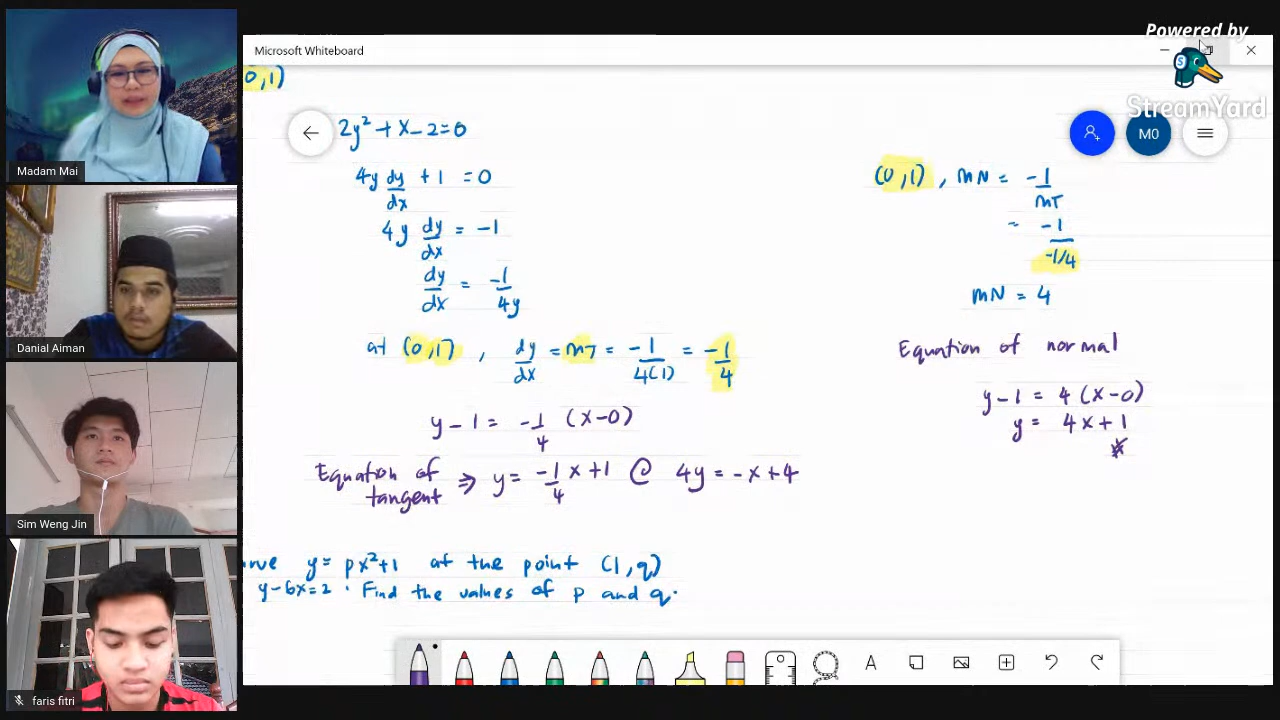 Powered by
StreamYard
Microsoft Whiteboard
0,1)
2y² + x - 2 = 0
4y dy/dx + 1 = 0
4y dy/dx = -1
dy/dx = -1/4y
at (0,1), dy/dx = mT = -1/4(1) = -1/4
y - 1 = -1/4 (x-0)
Equation of
tangent ⇒ y = -1/4 x + 1 @ 4y = -x + 4
(0,1), mN = -1/mT
= -1/-1/4
mN = 4
Equation of normal
y - 1 = 4 (x-0)
y = 4x + 1
rve y = px² + 1 at the point (1, q)
y - 6x = 2 . Find the values of p and q.
M0
A
Madam Mai
Danial Aiman
Sim Weng Jin
faris fitri